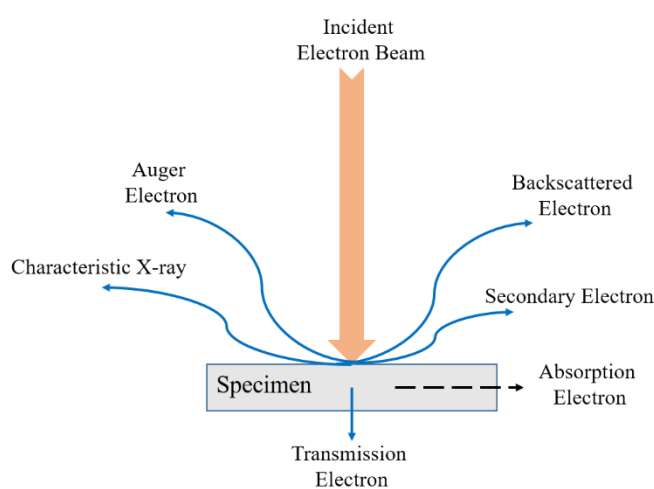 Incident
Electron Beam
Auger
Electron
Backscattered
Electron
Characteristic X-ray
Secondary Electron
Specimen
Absorption
Electron
Transmission
Electron